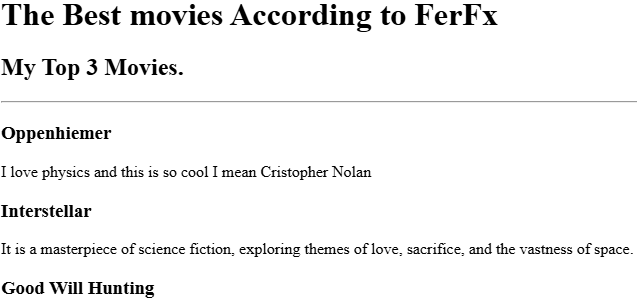 The Best movies According to FerFx
My Top 3 Movies.
Oppenhiemer
I love physics and this is so cool I mean Cristopher Nolan
Interstellar
It is a masterpiece of science fiction, exploring themes of love, sacrifice, and the vastness of space.
Good Will Hunting